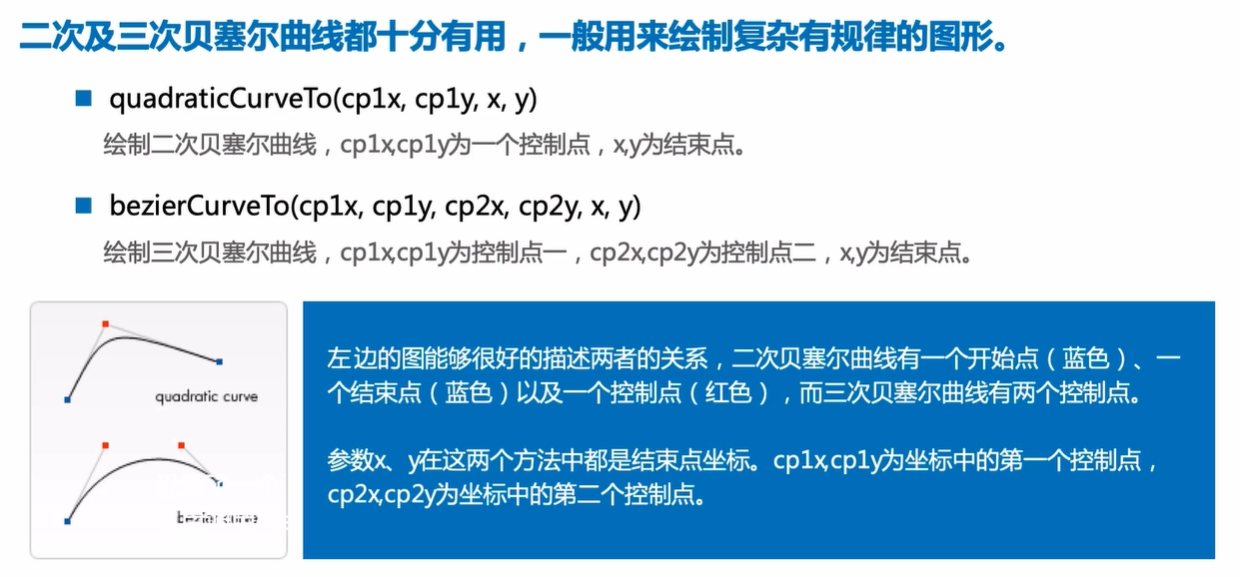 二次及三次贝塞尔曲线都十分有用，一般用来绘制复杂有规律的图形。
quadraticCurveTo(cp1x, cp1y, x, y)
绘制二次贝塞尔曲线，cp1x,cp1y为一个控制点，x,y为结束点。
bezierCurveTo(cp1x, cp1y, cp2x, cp2y, x, y)
绘制三次贝塞尔曲线，cp1x,cp1y为控制点一，cp2x,cp2y为控制点二，x,y为结束点。
quadratic curve
bezier curve
左边的图能够很好的描述两者的关系，二次贝塞尔曲线有一个开始点（蓝色）、一
个结束点（蓝色）以及一个控制点（红色），而三次贝塞尔曲线有两个控制点。
参数x、y在这两个方法中都是结束点坐标。cp1x,cp1y为坐标中的第一个控制点，
cp2x,cp2y为坐标中的第二个控制点。